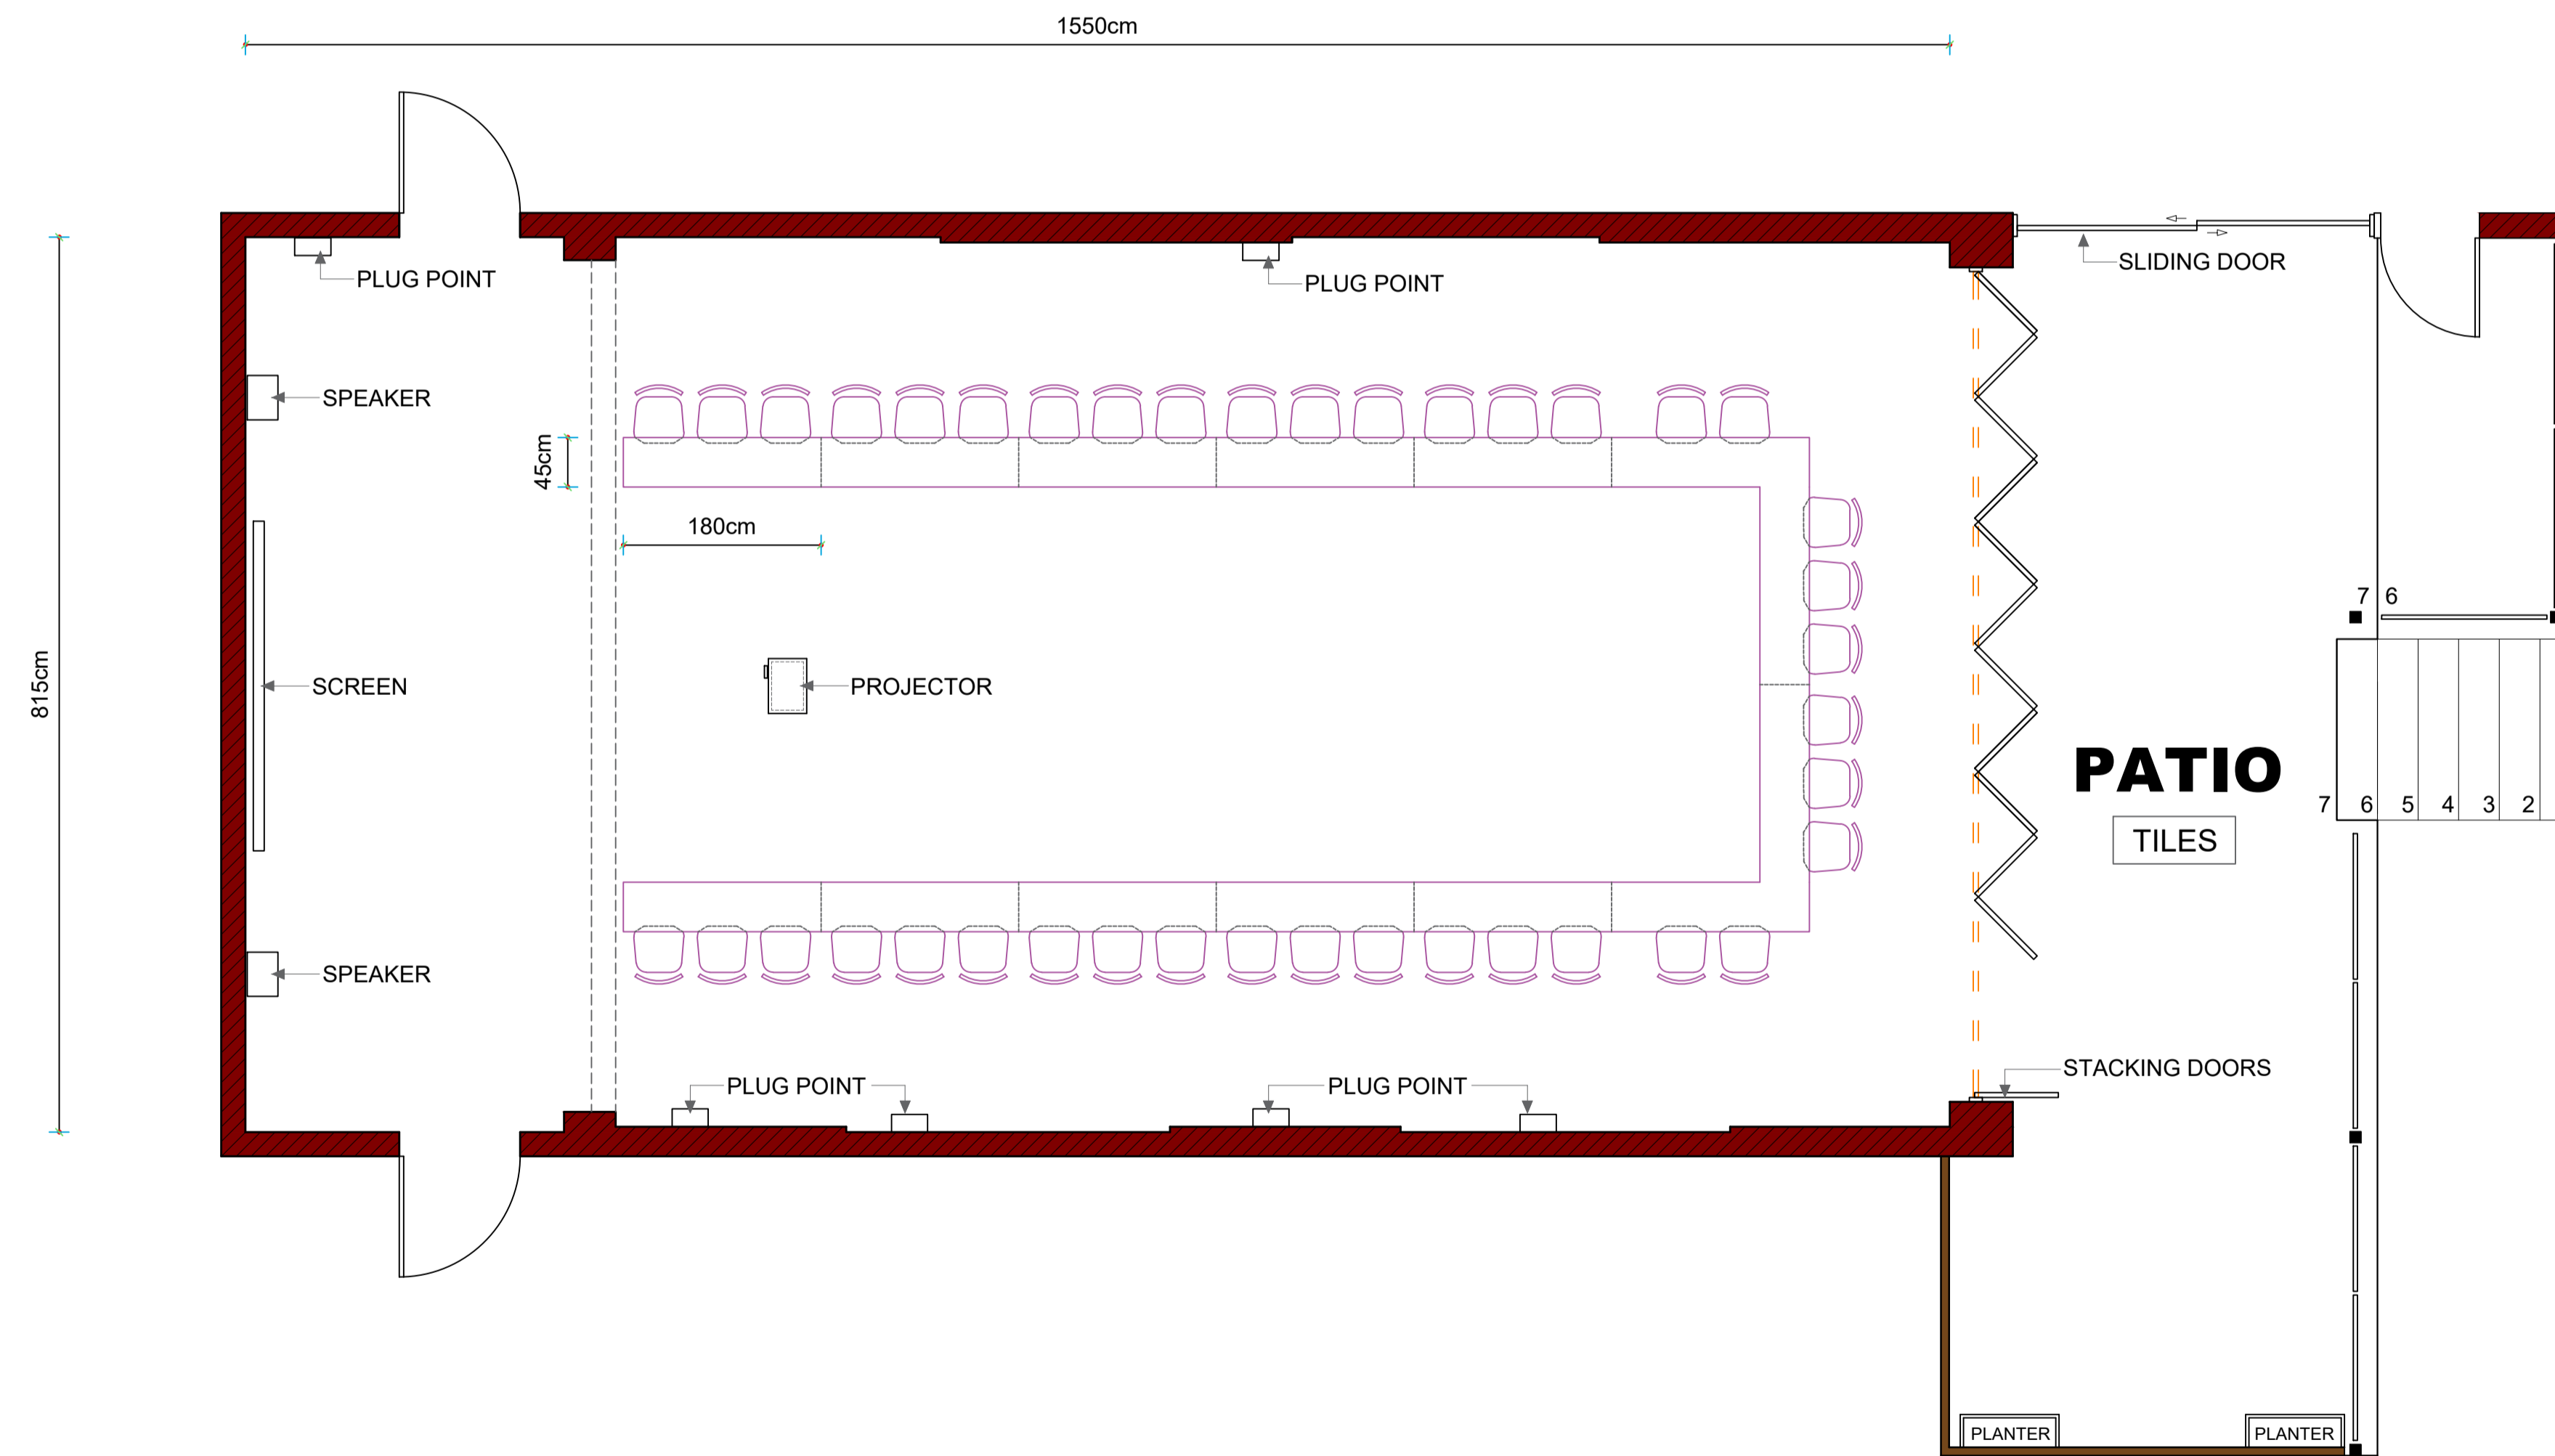 1550cm
PLUG POINT
PLUG POINT
SLIDING DOOR
SPEAKER
45cm
180cm
7 6
815cm
SCREEN
PROJECTOR
PATIO
7 6 5 4 3 2
TILES
SPEAKER
STACKING DOORS
PLUG POINT
PLUG POINT
PLANTER
PLANTER